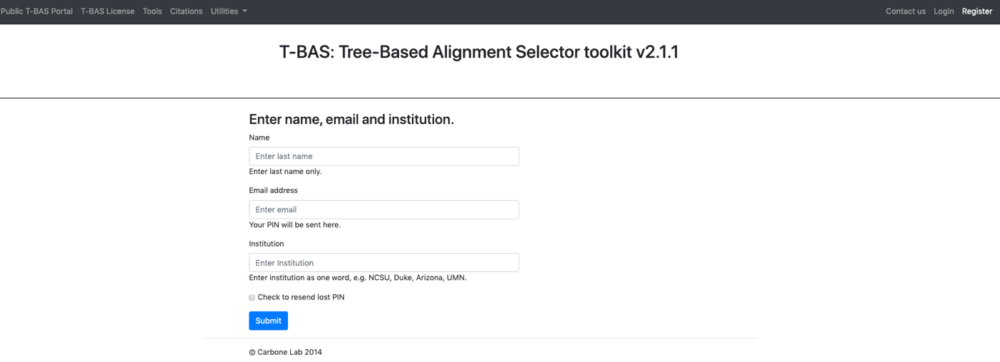 Public T-BAS Portal T-BAS License Tools Citations Utilities Contact us Login Register
T-BAS: Tree-Based Alignment Selector toolkit v2.1.1
Enter name, email and institution.
Name
Enter last name
Enter last name only.
Email address
Enter email
Your PIN will be sent here.
Institution
Enter Institution
Enter institution as one word, e.g. NCSU, Duke, Arizona, UMN.
Check to resend lost PIN
Submit
© Carbone Lab 2014